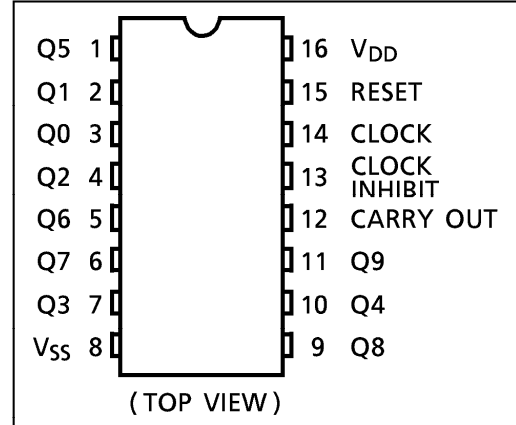 Q5 1 16 VDD
Q1 2 15 RESET
Q0 3 14 CLOCK
Q2 4 13 CLOCK INHIBIT
Q6 5 12 CARRY OUT
Q7 6 11 Q9
Q3 7 10 Q4
VSS 8 9 Q8
(TOP VIEW)